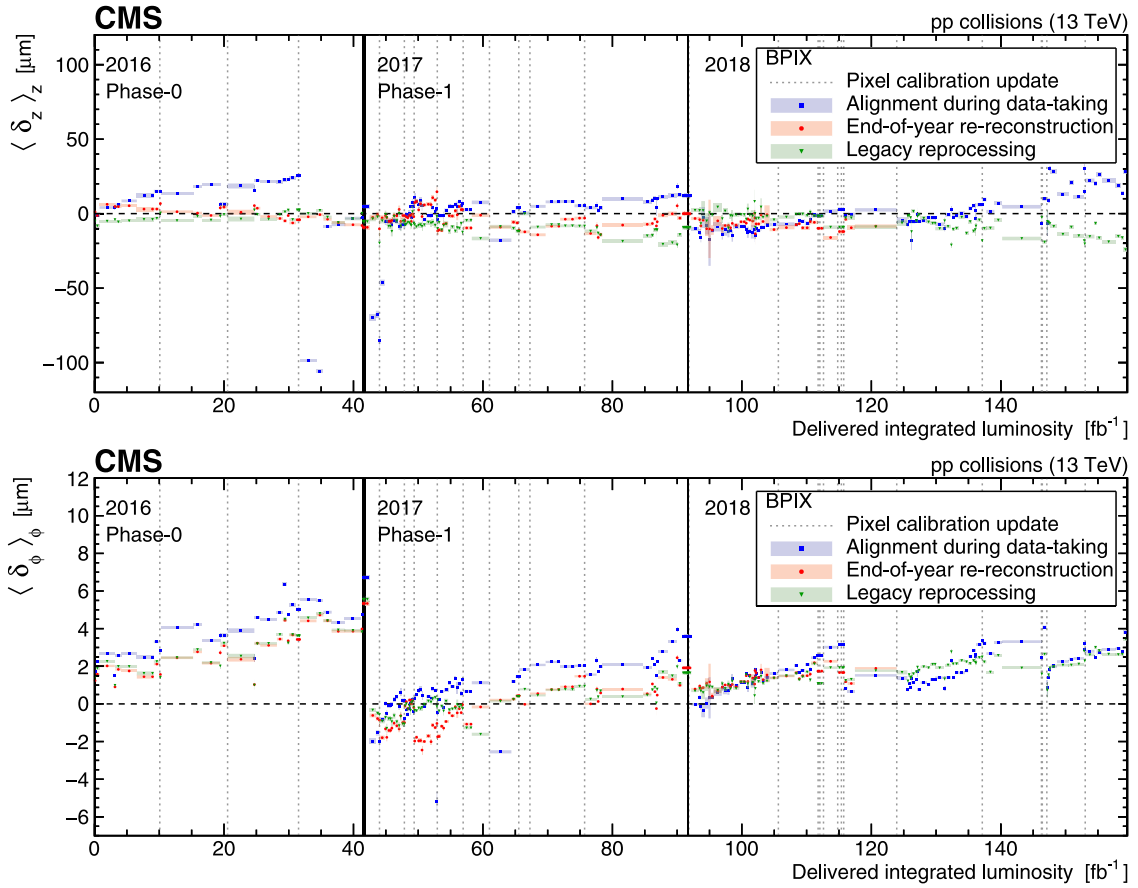 CMS
pp collisions (13 TeV)
⟨ δz ⟩z [μm]
100
50
0
−50
−100
2016
Phase-0
2017
Phase-1
2018
BPIX
Pixel calibration update
Alignment during data-taking
End-of-year re-reconstruction
Legacy reprocessing
0 20 40 60 80 100 120 140
Delivered integrated luminosity [fb⁻¹]
CMS
pp collisions (13 TeV)
⟨ δϕ ⟩ϕ [μm]
12
10
8
6
4
2
0
−2
−4
−6
2016
Phase-0
2017
Phase-1
2018
BPIX
Pixel calibration update
Alignment during data-taking
End-of-year re-reconstruction
Legacy reprocessing
0 20 40 60 80 100 120 140
Delivered integrated luminosity [fb⁻¹]